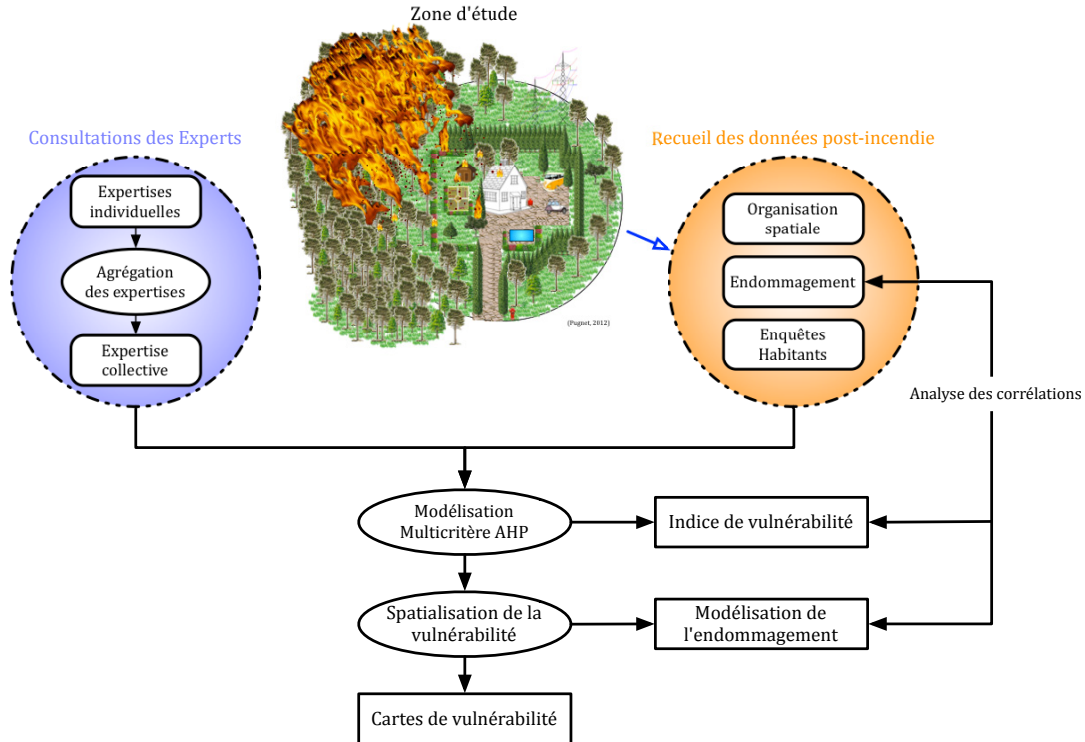 Zone d'étude
Consultations des Experts
Expertises
individuelles
Agrégation
des expertises
Expertise
collective
(Pugnet, 2012)
Recueil des données post-incendie
Organisation
spatiale
Endommagement
Enquêtes
Habitants
Analyse des corrélations
Modélisation
Multicritère AHP
Indice de vulnérabilité
Spatialisation de la
vulnérabilité
Modélisation de
l'endommagement
Cartes de vulnérabilité